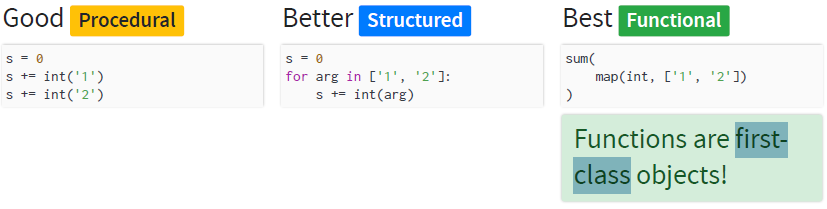 Good Procedural
s = 0
s += int('1')
s += int('2')
Better Structured
s = 0
for arg in ['1', '2']:
    s += int(arg)
Best Functional
sum(
    map(int, ['1', '2'])
)
Functions are first-
class objects!